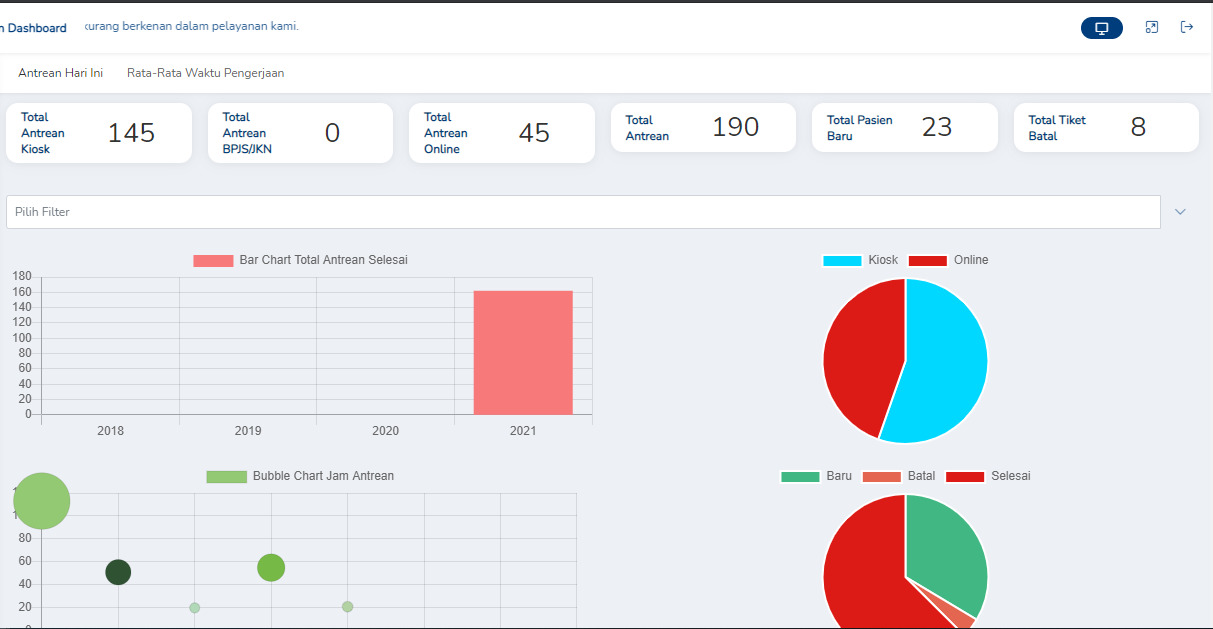 Dashboard
kurang berkenan dalam pelayanan kami.
Antrean Hari Ini
Rata-Rata Waktu Pengerjaan
Total
Antrean
Kiosk
145
Total
Antrean
BPJS/JKN
0
Total
Antrean
Online
45
Total
Antrean
190
Total Pasien
Baru
23
Total Tiket
Batal
8
Pilih Filter
Bar Chart Total Antrean Selesai
180
160
140
120
100
80
60
40
20
0
2018
2019
2020
2021
Kiosk
Online
Bubble Chart Jam Antrean
80
60
40
20
0
Baru
Batal
Selesai